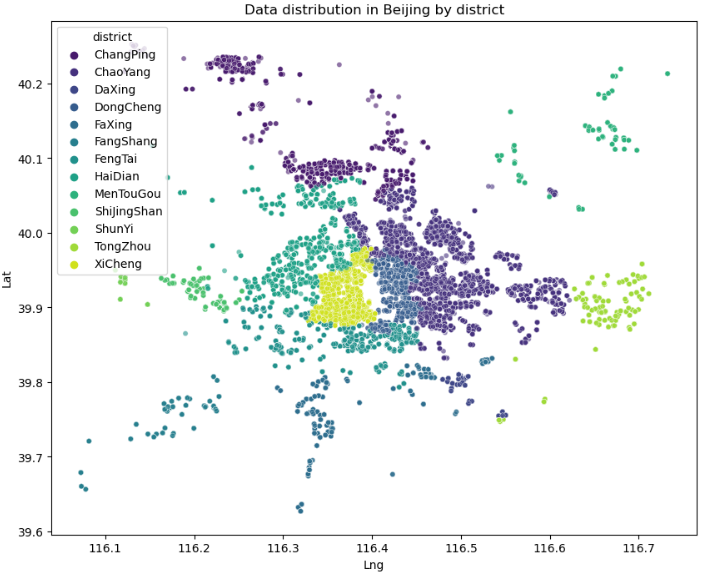 Data distribution in Beijing by district
district
ChangPing
ChaoYang
DaXing
DongCheng
FaXing
FangShang
FengTai
HaiDian
MenTouGou
ShiJingShan
ShunYi
TongZhou
XiCheng
Lat
40.2
40.1
40.0
39.9
39.8
39.7
39.6
116.1 116.2 116.3 116.4 116.5 116.6 116.7
Lng